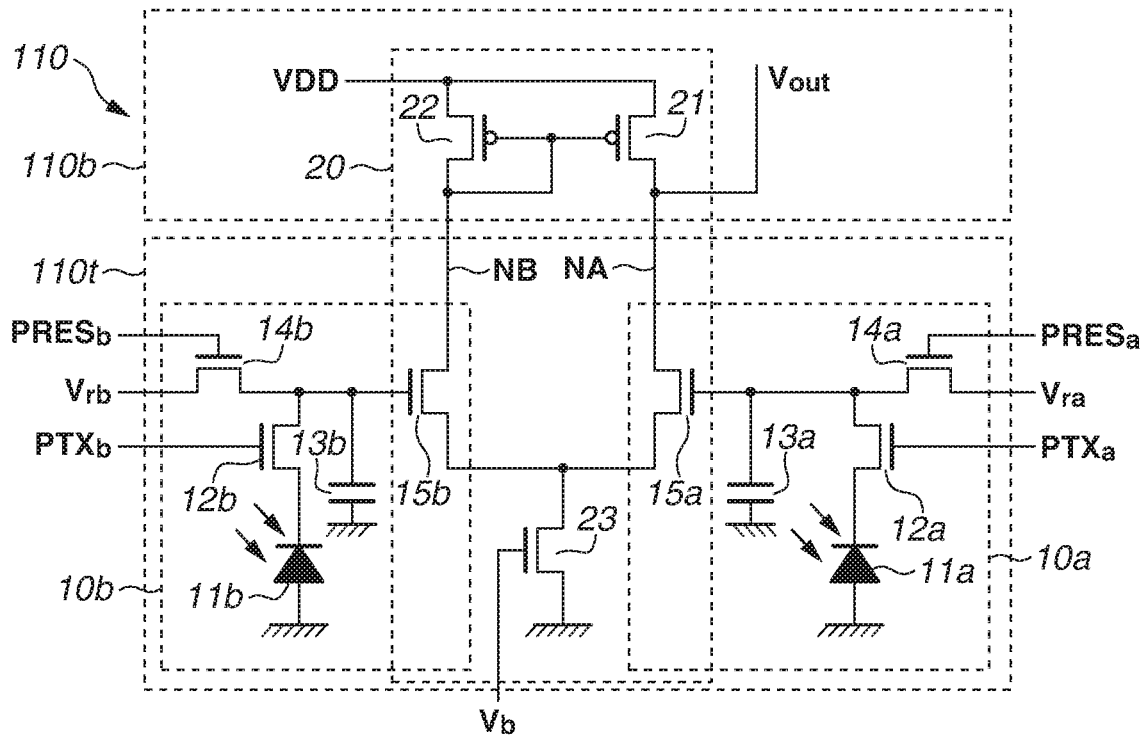 110
VDD
Vout
22
21
110b
20
110t
NB
NA
PRESb
14b
14a
PRESa
Vrb
Vra
PTXb
13b
13a
PTXa
12b
15b
15a
12a
23
10b
11b
11a
10a
Vb